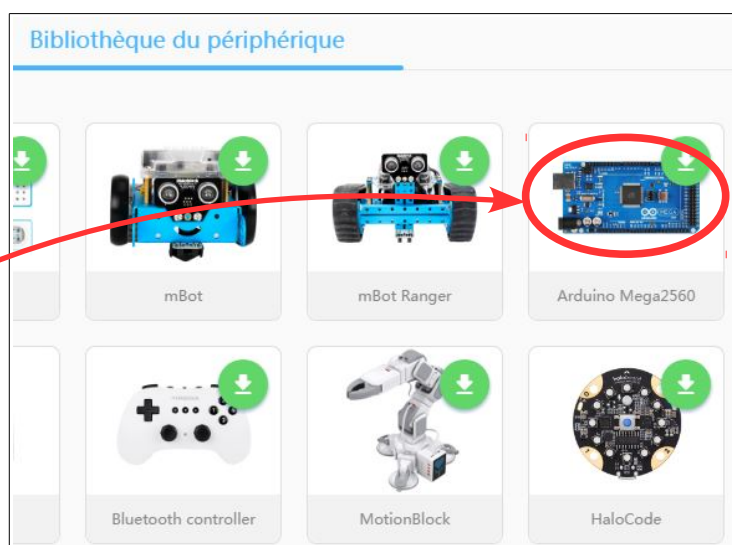 Bibliothèque du périphérique
mBot
mBot Ranger
Arduino Mega2560
Bluetooth controller
MotionBlock
HaloCode